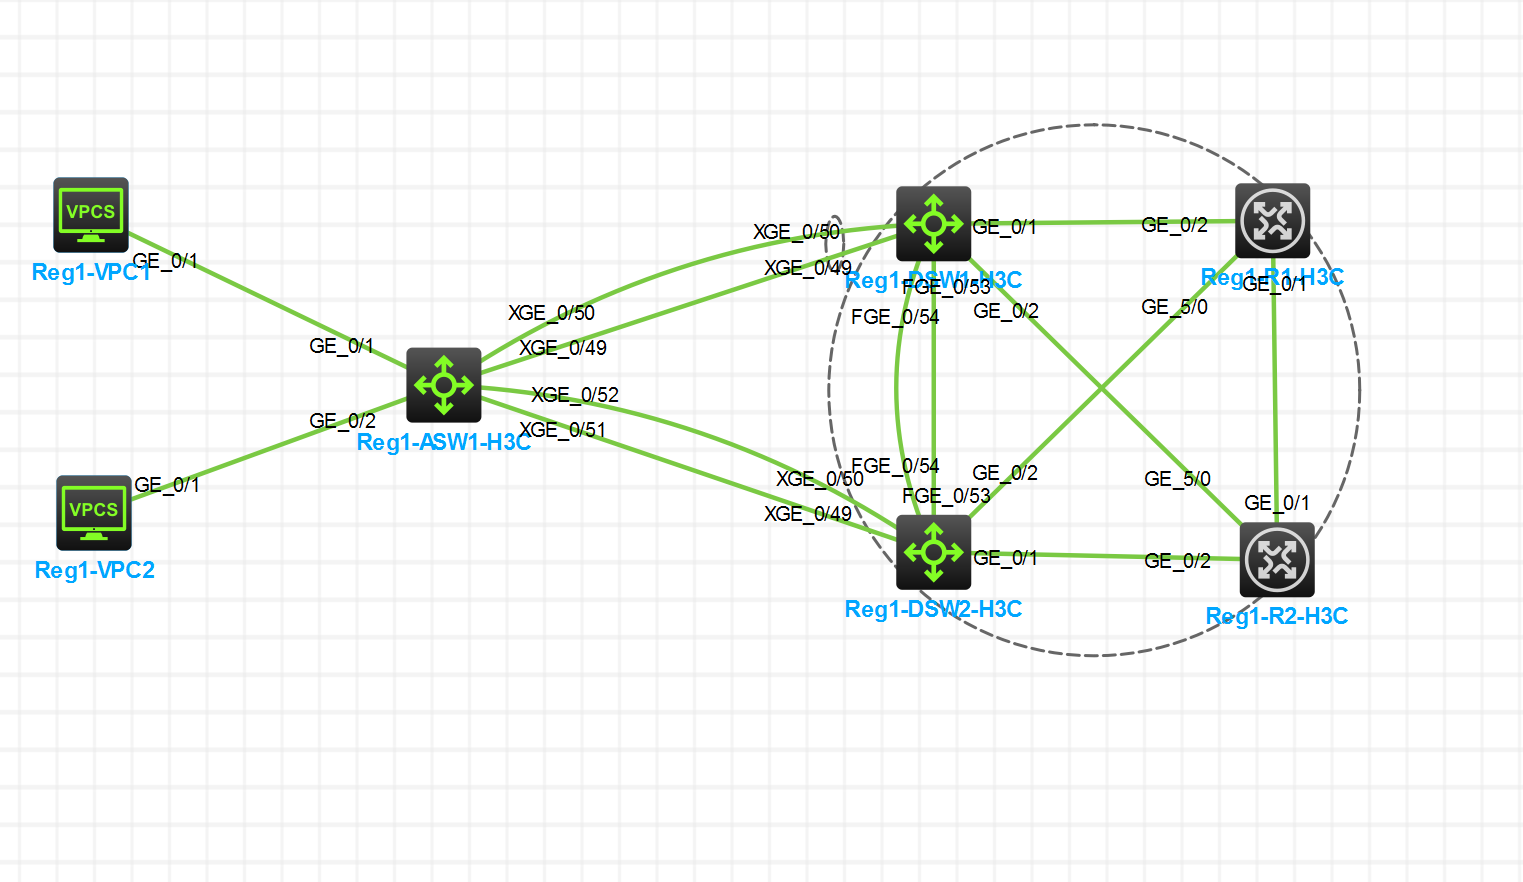 VPCS
Reg1-VPC1
GE_0/1
GE_0/1
VPCS
Reg1-VPC2
GE_0/1
GE_0/2
Reg1-ASW1-H3C
XGE_0/50
XGE_0/49
XGE_0/52
XGE_0/51
XGE_0/50
XGE_0/49
XGE_0/50
XGE_0/49
Reg1-DSW1-H3C
GE_0/1
FGE_0/53
FGE_0/54
GE_0/2
FGE_0/54
FGE_0/53
GE_0/2
GE_0/1
Reg1-DSW2-H3C
GE_0/2
Reg1-R1-H3C
GE_0/1
GE_5/0
GE_5/0
GE_0/1
GE_0/2
Reg1-R2-H3C